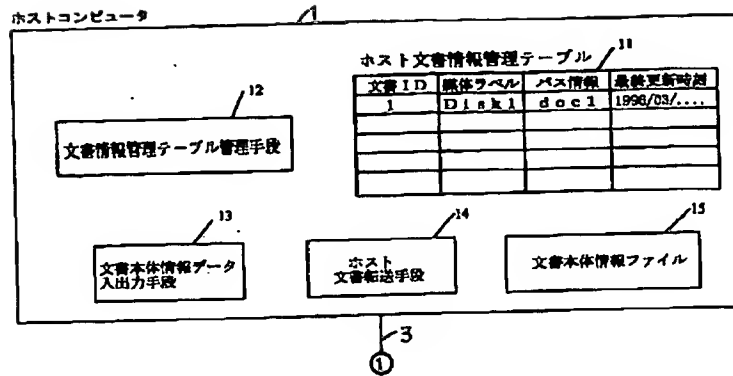 ホストコンピュータ
1
ホスト文書情報管理テーブル
11
文書ID 媒体ラベル パス情報 最終更新時刻
1 Disk1 doc1 1998/03/....
12
文書情報管理テーブル管理手段
13
文書本体情報データ
入出力手段
14
ホスト
文書転送手段
15
文書本体情報ファイル
3
①